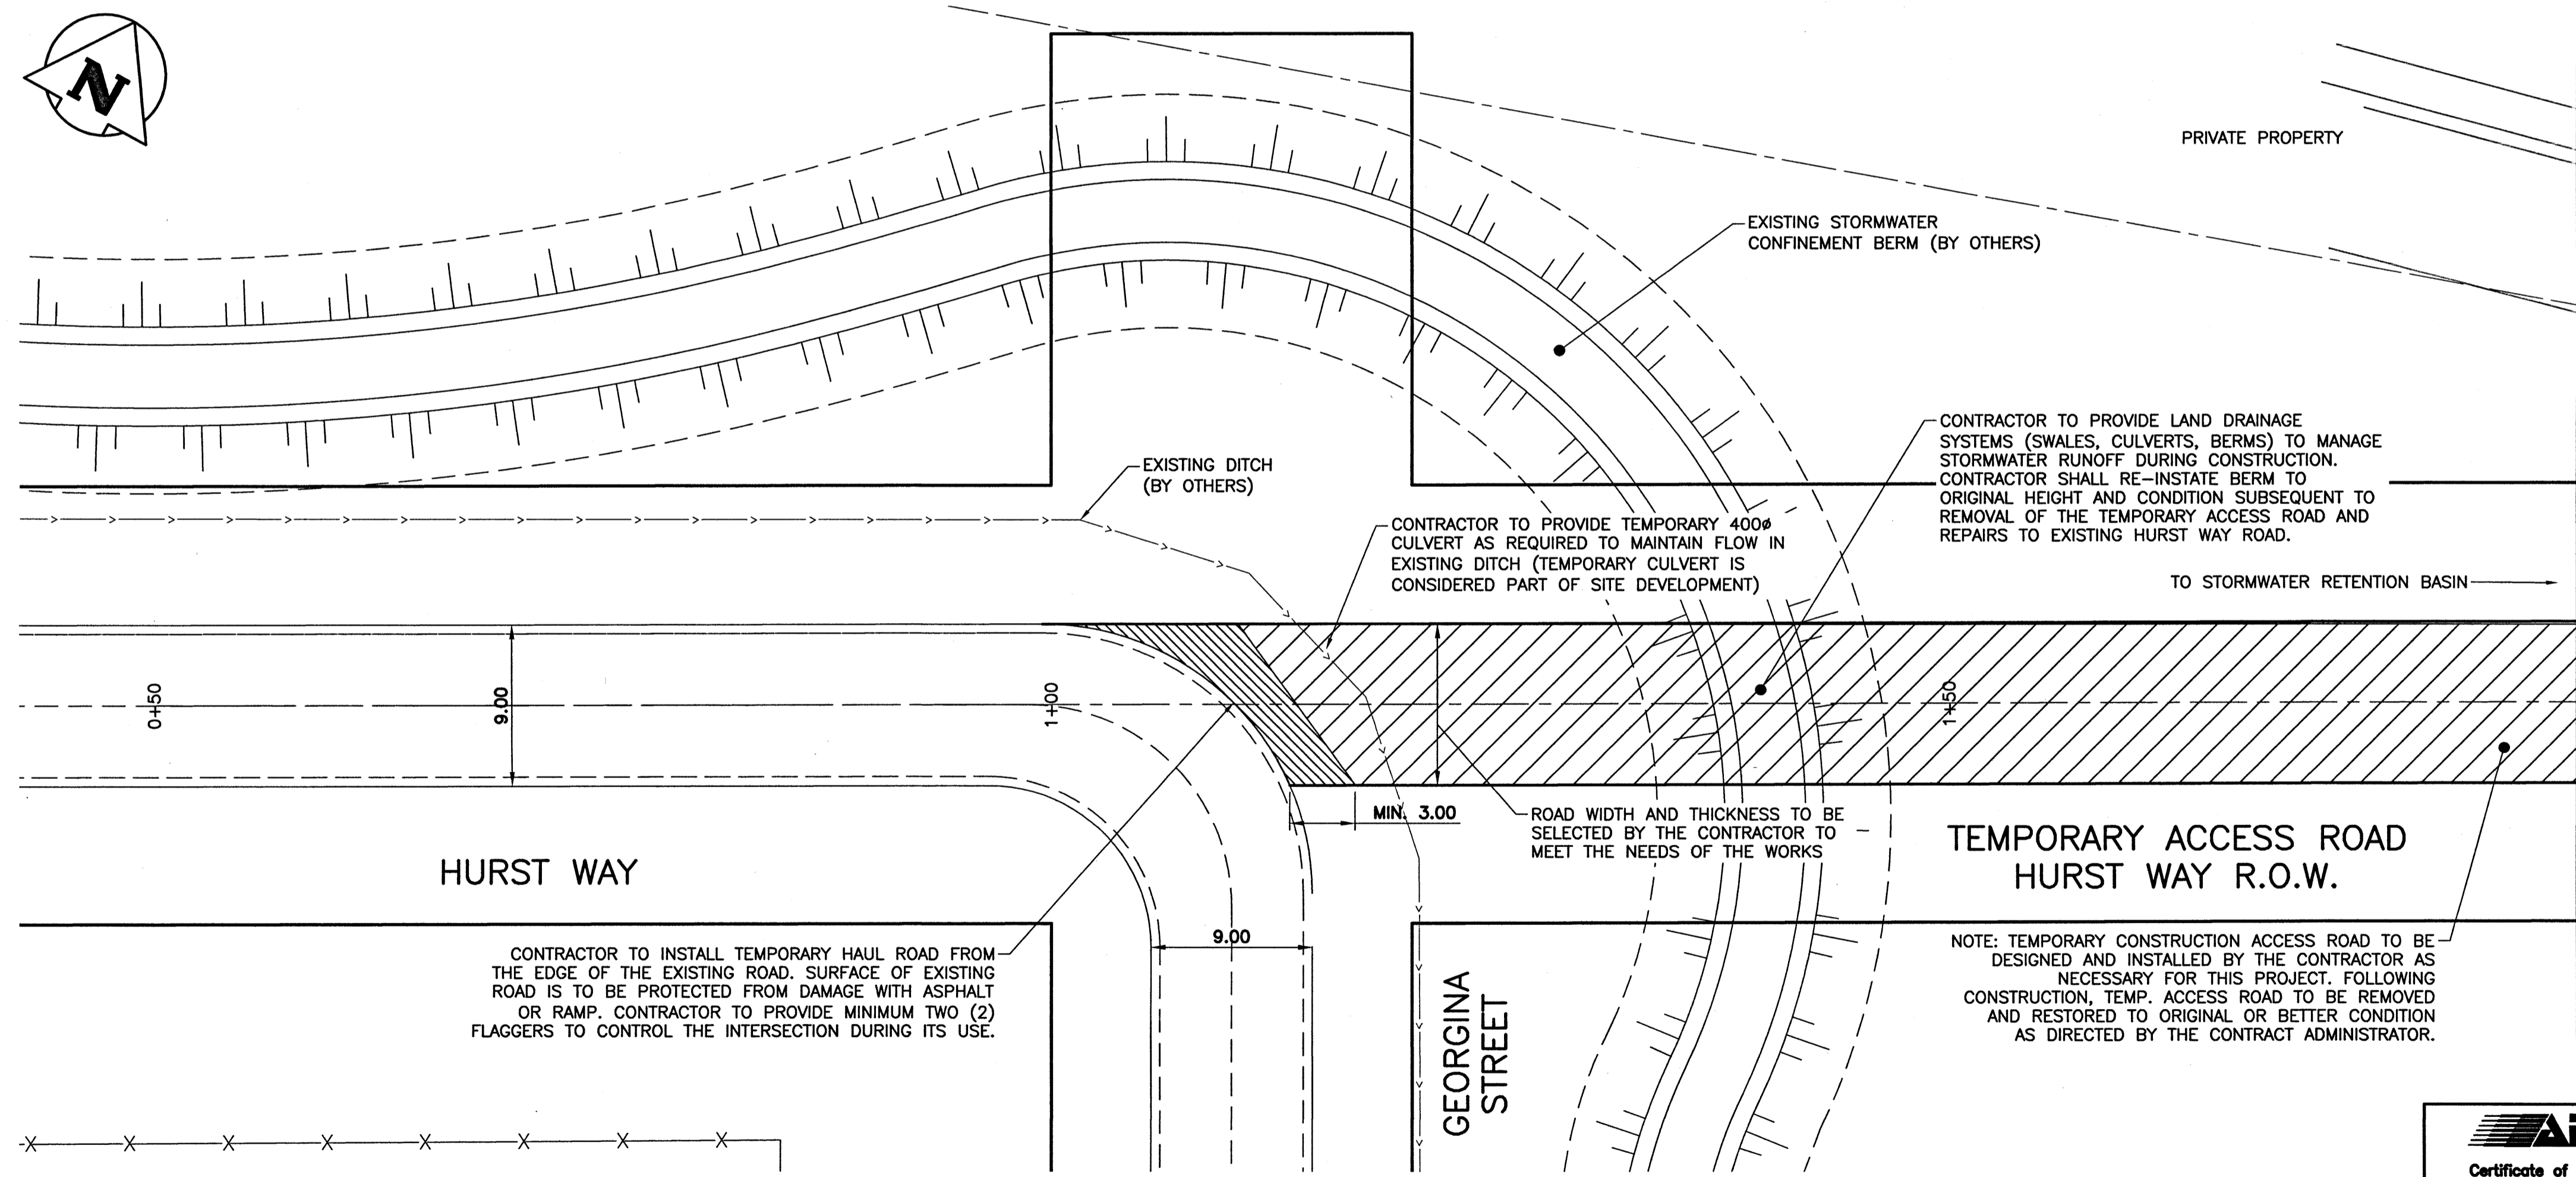 N
PRIVATE PROPERTY
EXISTING STORMWATER
CONFINEMENT BERM (BY OTHERS)
CONTRACTOR TO PROVIDE LAND DRAINAGE
SYSTEMS (SWALES, CULVERTS, BERMS) TO MANAGE
STORMWATER RUNOFF DURING CONSTRUCTION.
CONTRACTOR SHALL RE-INSTATE BERM TO
ORIGINAL HEIGHT AND CONDITION SUBSEQUENT TO
REMOVAL OF THE TEMPORARY ACCESS ROAD AND
REPAIRS TO EXISTING HURST WAY ROAD.
EXISTING DITCH
(BY OTHERS)
CONTRACTOR TO PROVIDE TEMPORARY 400ø
CULVERT AS REQUIRED TO MAINTAIN FLOW IN
EXISTING DITCH (TEMPORARY CULVERT IS
CONSIDERED PART OF SITE DEVELOPMENT)
TO STORMWATER RETENTION BASIN
0+50
9.00
1+00
1+50
MIN. 3.00
ROAD WIDTH AND THICKNESS TO BE
SELECTED BY THE CONTRACTOR TO
MEET THE NEEDS OF THE WORKS
HURST WAY
TEMPORARY ACCESS ROAD
HURST WAY R.O.W.
9.00
CONTRACTOR TO INSTALL TEMPORARY HAUL ROAD FROM
THE EDGE OF THE EXISTING ROAD. SURFACE OF EXISTING
ROAD IS TO BE PROTECTED FROM DAMAGE WITH ASPHALT
OR RAMP. CONTRACTOR TO PROVIDE MINIMUM TWO (2)
FLAGGERS TO CONTROL THE INTERSECTION DURING ITS USE.
GEORGINA
STREET
NOTE: TEMPORARY CONSTRUCTION ACCESS ROAD TO BE
DESIGNED AND INSTALLED BY THE CONTRACTOR AS
NECESSARY FOR THIS PROJECT. FOLLOWING
CONSTRUCTION, TEMP. ACCESS ROAD TO BE REMOVED
AND RESTORED TO ORIGINAL OR BETTER CONDITION
AS DIRECTED BY THE CONTRACT ADMINISTRATOR.
Certificate of